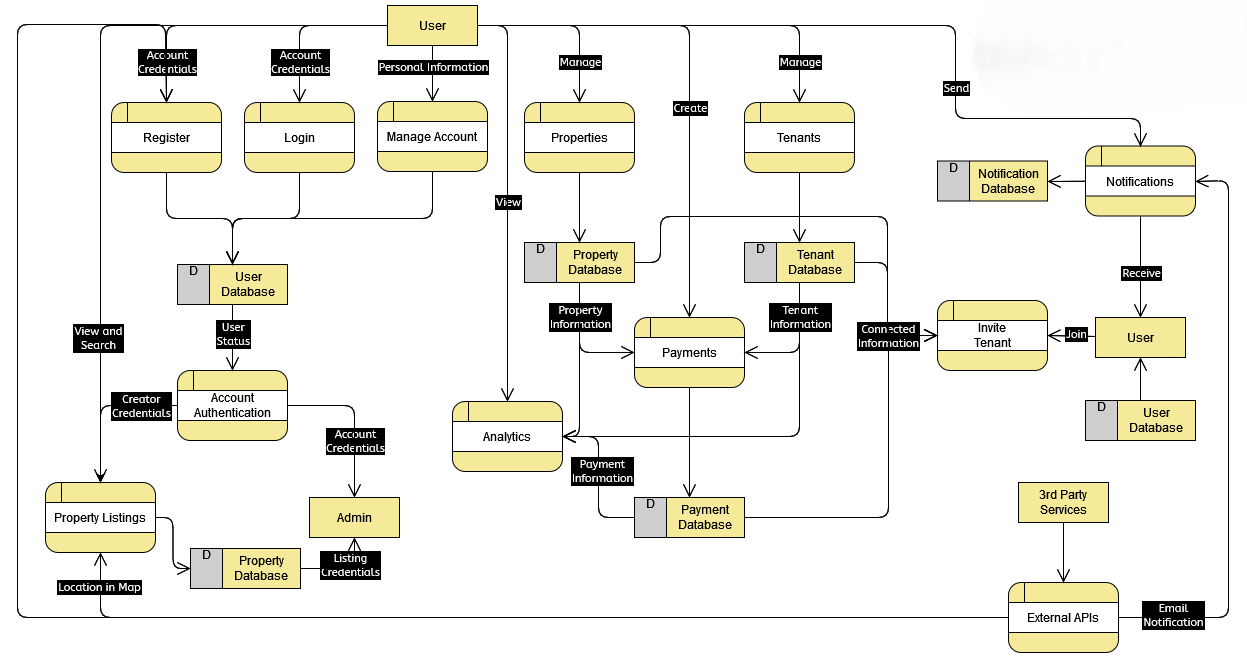 User
Account
Credentials
Account
Credentials
Personal Information
Manage
Manage
Send
Create
Register
Login
Manage Account
Properties
Tenants
D
Notification
Database
Notifications
View
D
User
Database
D
Property
Database
D
Tenant
Database
Receive
View and
Search
User
Status
Property
Information
Tenant
Information
Connected
Information
Payments
Invite
Tenant
Join
User
Creator
Credentials
Account
Authentication
D
User
Database
Account
Credentials
Analytics
Payment
Information
Property Listings
Admin
D
Payment
Database
3rd Party
Services
D
Property
Database
Listing
Credentials
Location in Map
External APIs
Email
Notification